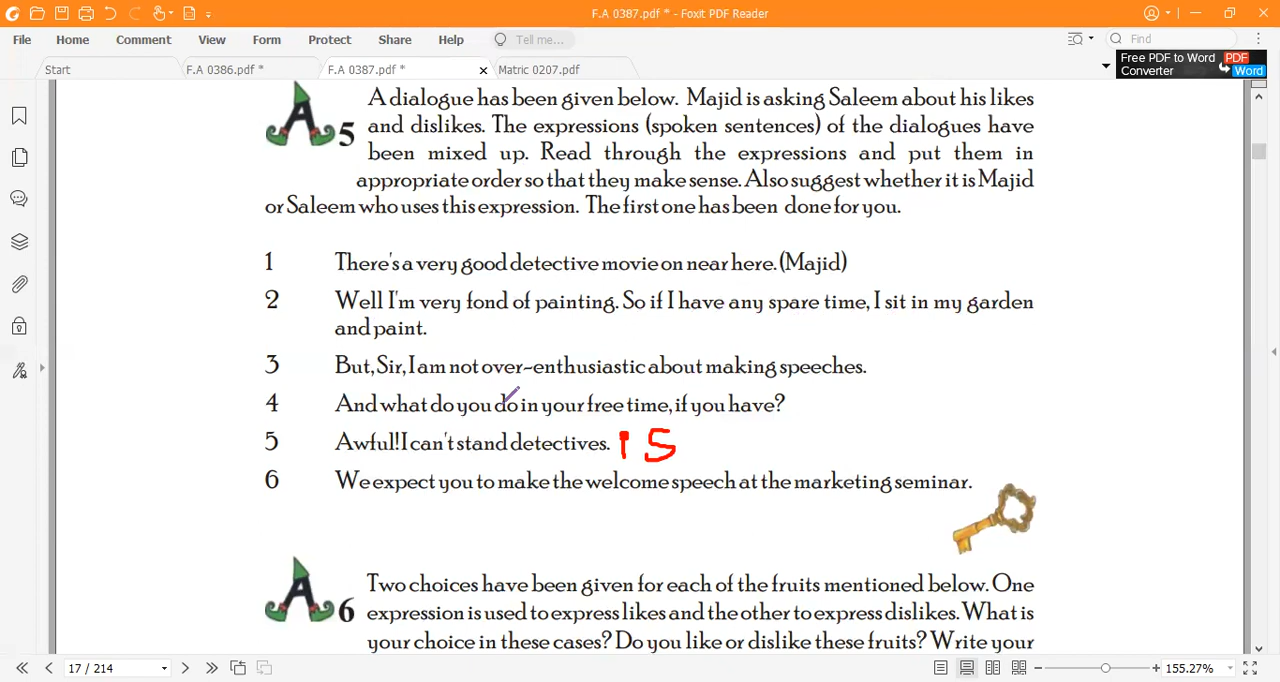 F.A 0387.pdf * - Foxit PDF Reader
File Home Comment View Form Protect Share Help Tell me... Find
Start F.A 0386.pdf * F.A 0387.pdf * Matric 0207.pdf
Free PDF to Word PDF
Converter Word
A dialogue has been given below. Majid is asking Saleem about his likes
A 5 and dislikes. The expressions (spoken sentences) of the dialogues have
been mixed up. Read through the expressions and put them in
appropriate order so that they make sense. Also suggest whether it is Majid
or Saleem who uses this expression. The first one has been done for you.
1 There's a very good detective movie on near here. (Majid)
2 Well I'm very fond of painting. So if I have any spare time, I sit in my garden
and paint.
3 But, Sir, I am not over-enthusiastic about making speeches.
4 And what do you do in your free time, if you have?
5 Awful! I can't stand detectives. 1 S
6 We expect you to make the welcome speech at the marketing seminar.
Two choices have been given for each of the fruits mentioned below. One
A 6 expression is used to express likes and the other to express dislikes. What is
your choice in these cases? Do you like or dislike these fruits? Write your
17 / 214 155.27%